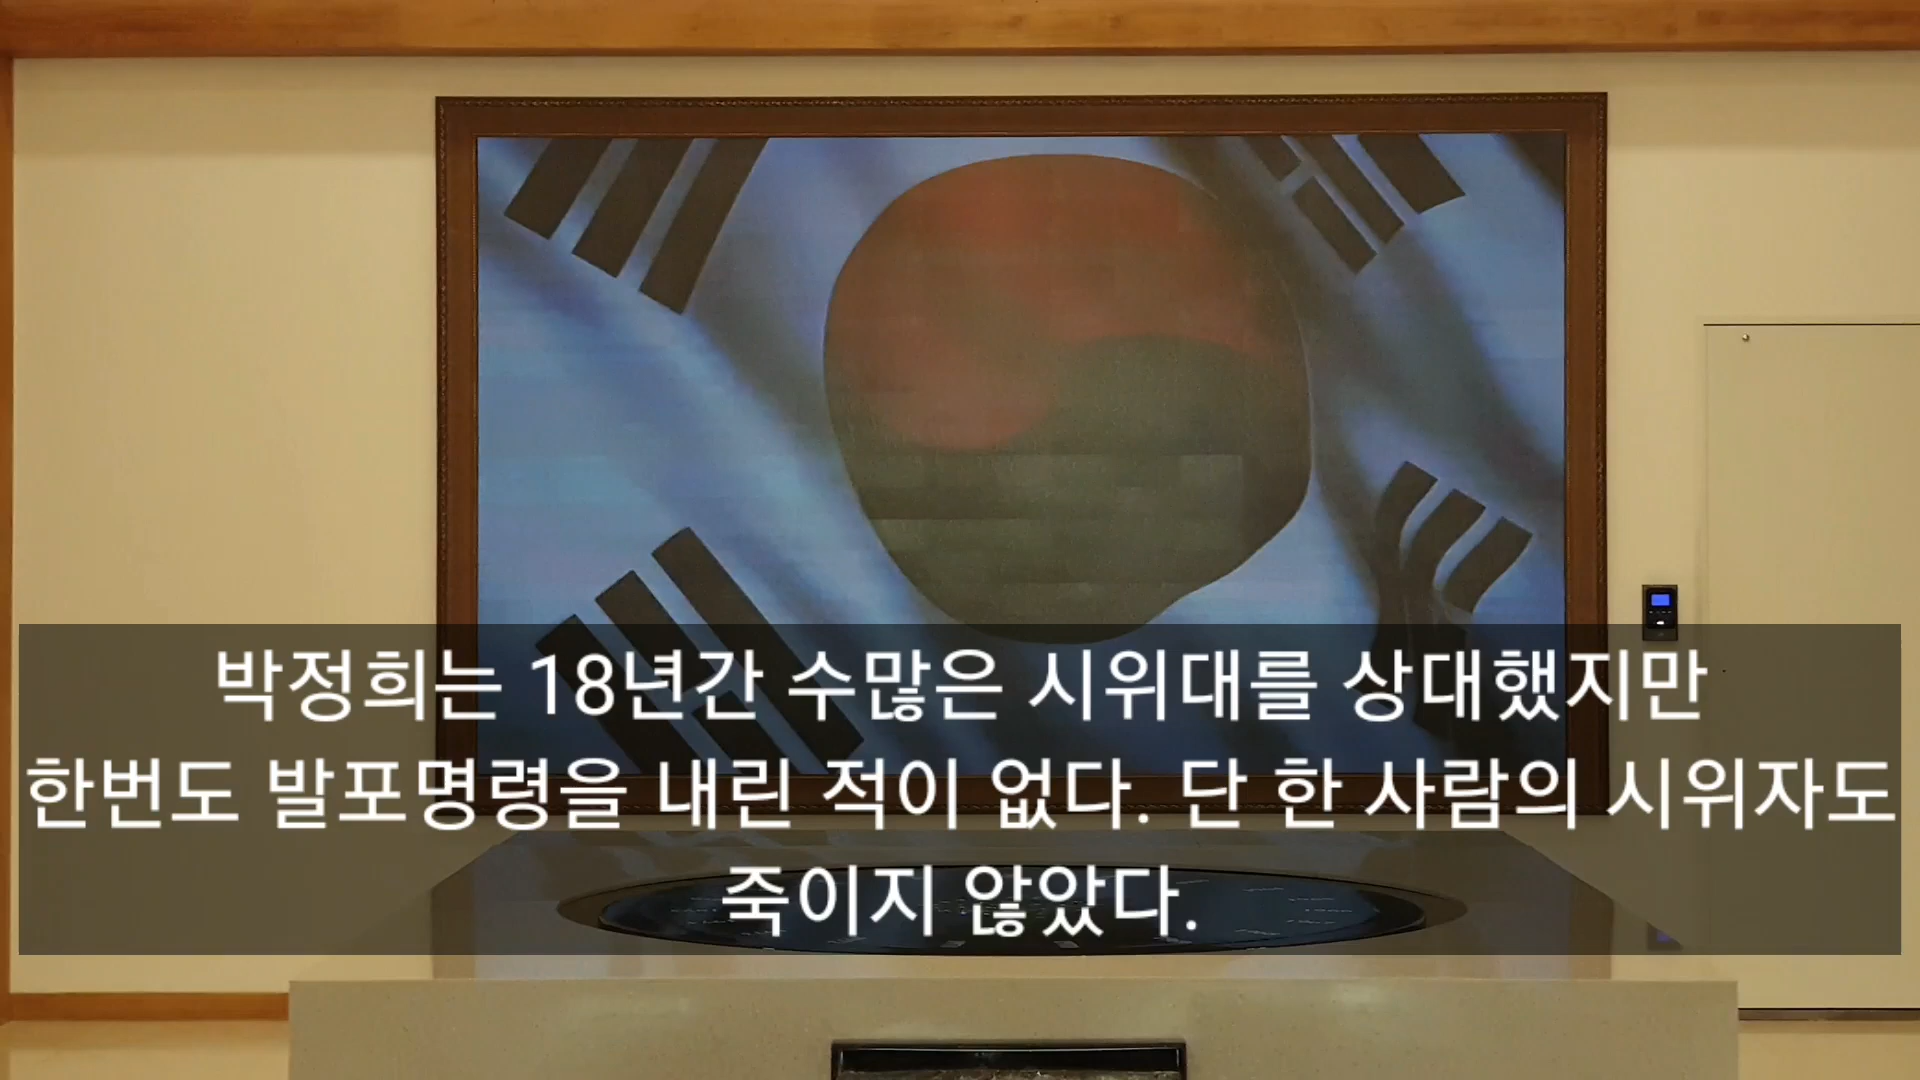 박정희는 18년간 수많은 시위대를 상대했지만
한번도 발포명령을 내린 적이 없다. 단 한 사람의 시위자도
죽이지 않았다.